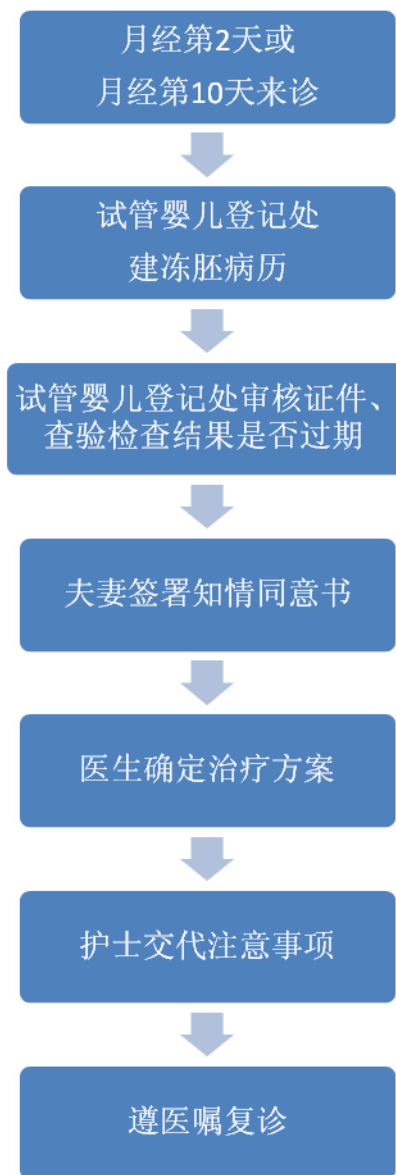 月经第2天或
月经第10天来诊
试管婴儿登记处
建冻胚病历
试管婴儿登记处审核证件、
查验检查结果是否过期
夫妻签署知情同意书
医生确定治疗方案
护士交代注意事项
遵医嘱复诊